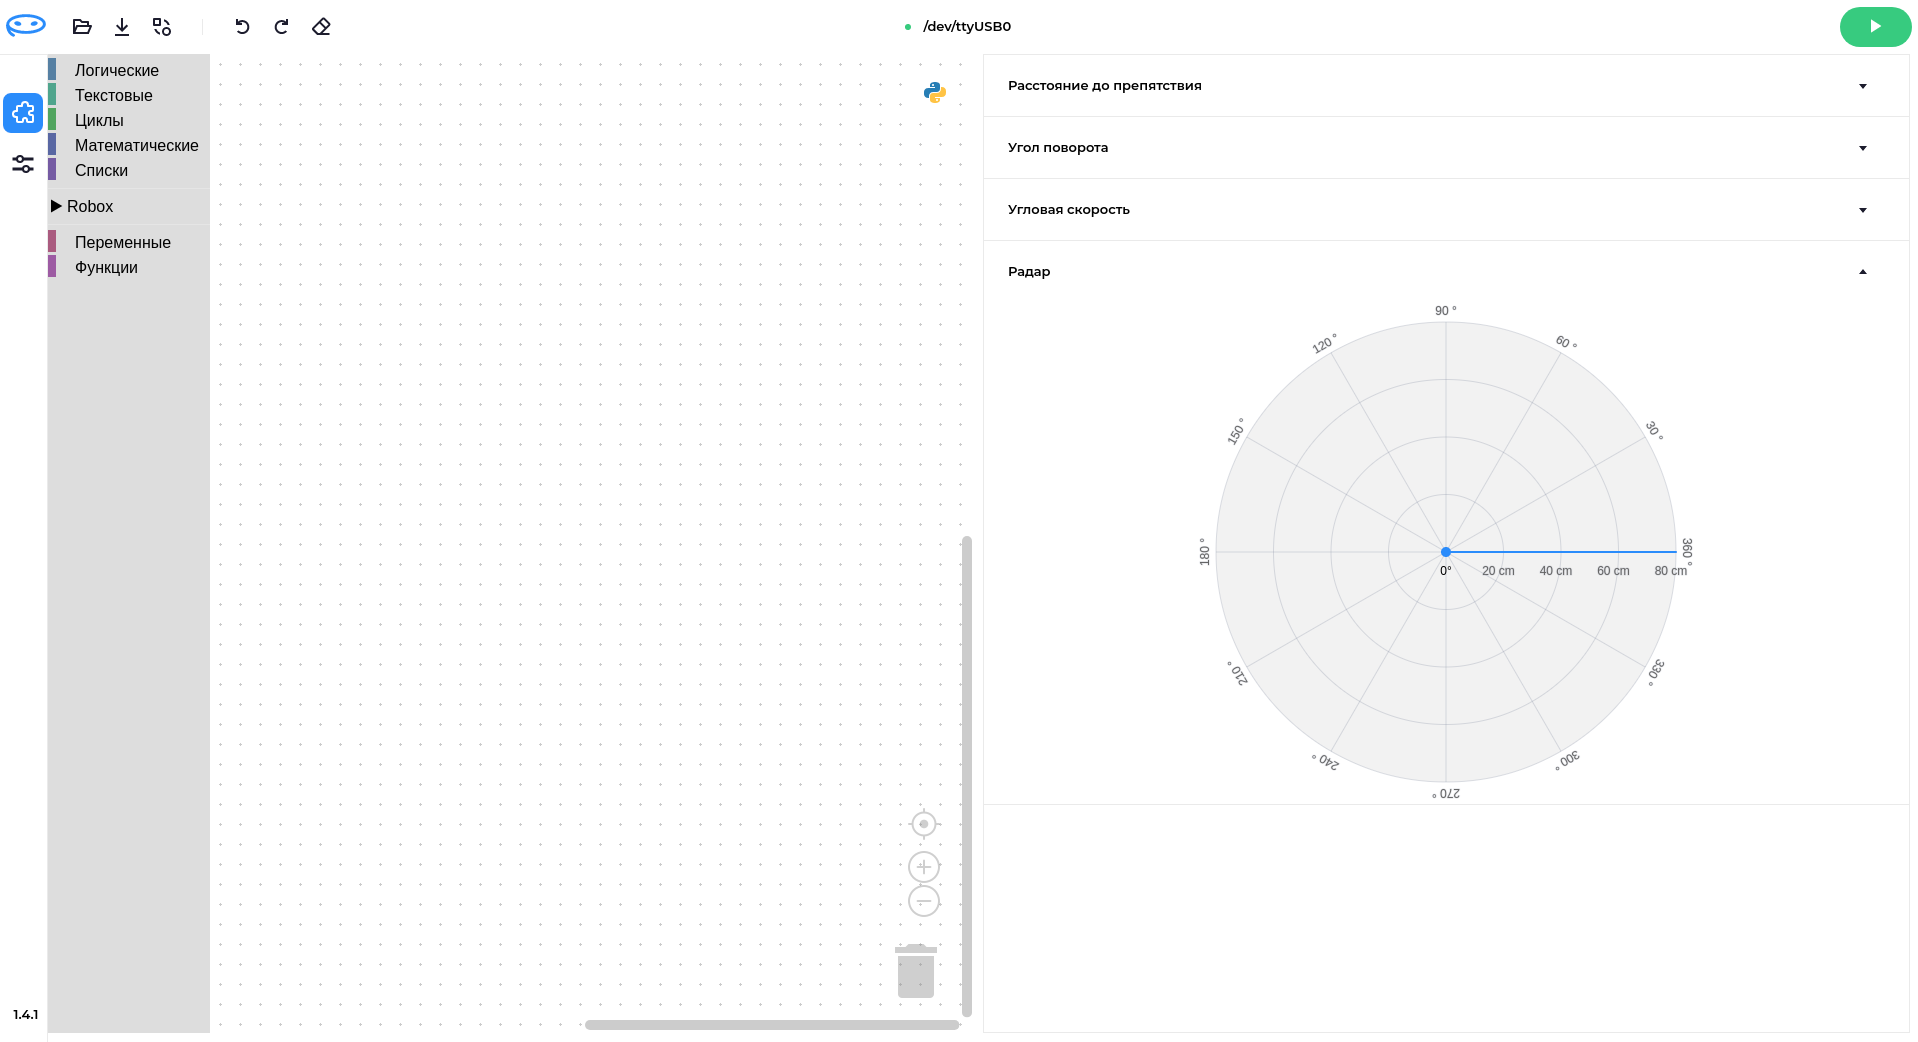 /dev/ttyUSB0
Логические
Текстовые
Циклы
Математические
Списки
Robox
Переменные
Функции
1.4.1
Расстояние до препятствия
Угол поворота
Угловая скорость
Радар
90 °
120 °
60 °
150 °
30 °
180 °
360 °
0°
20 cm
40 cm
60 cm
80 cm
210 °
330 °
240 °
300 °
270 °